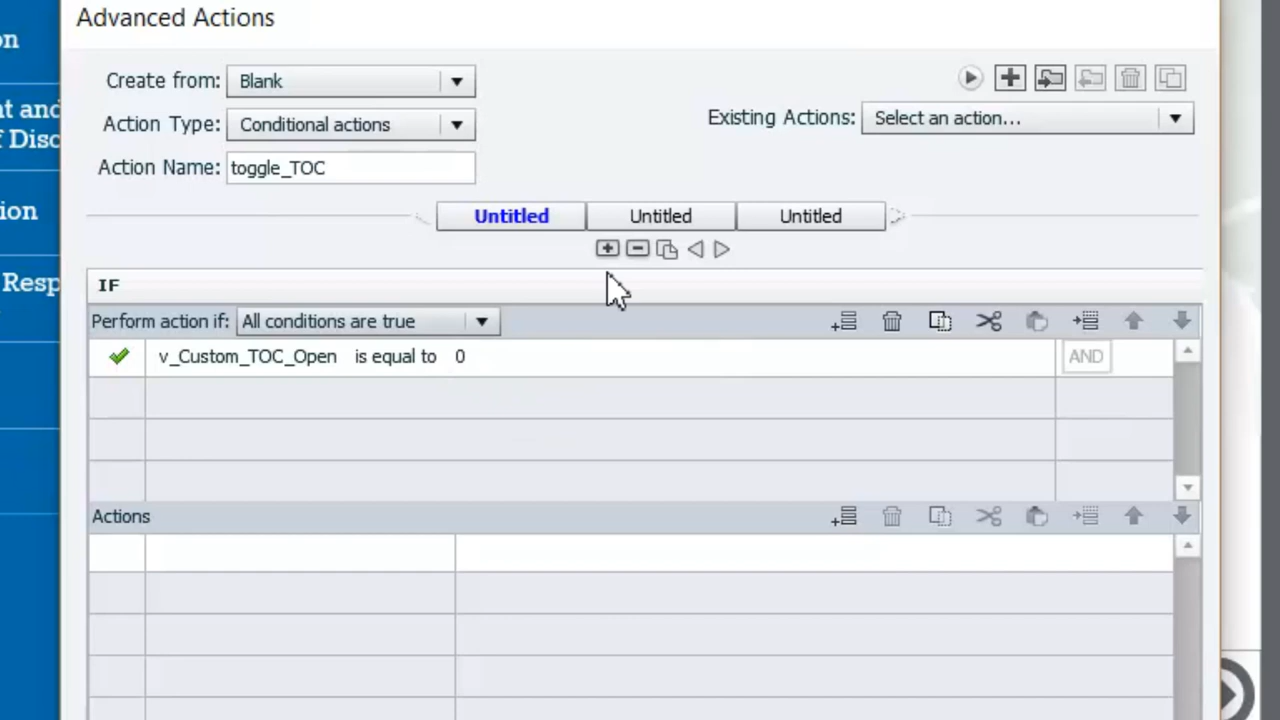 Advanced Actions
on
Create from: Blank
nt and
f Disc
Action Type: Conditional actions
Existing Actions: Select an action...
Action Name: toggle_TOC
ion
Untitled Untitled Untitled
Resp
IF
Perform action if: All conditions are true
v_Custom_TOC_Open is equal to 0 AND
Actions